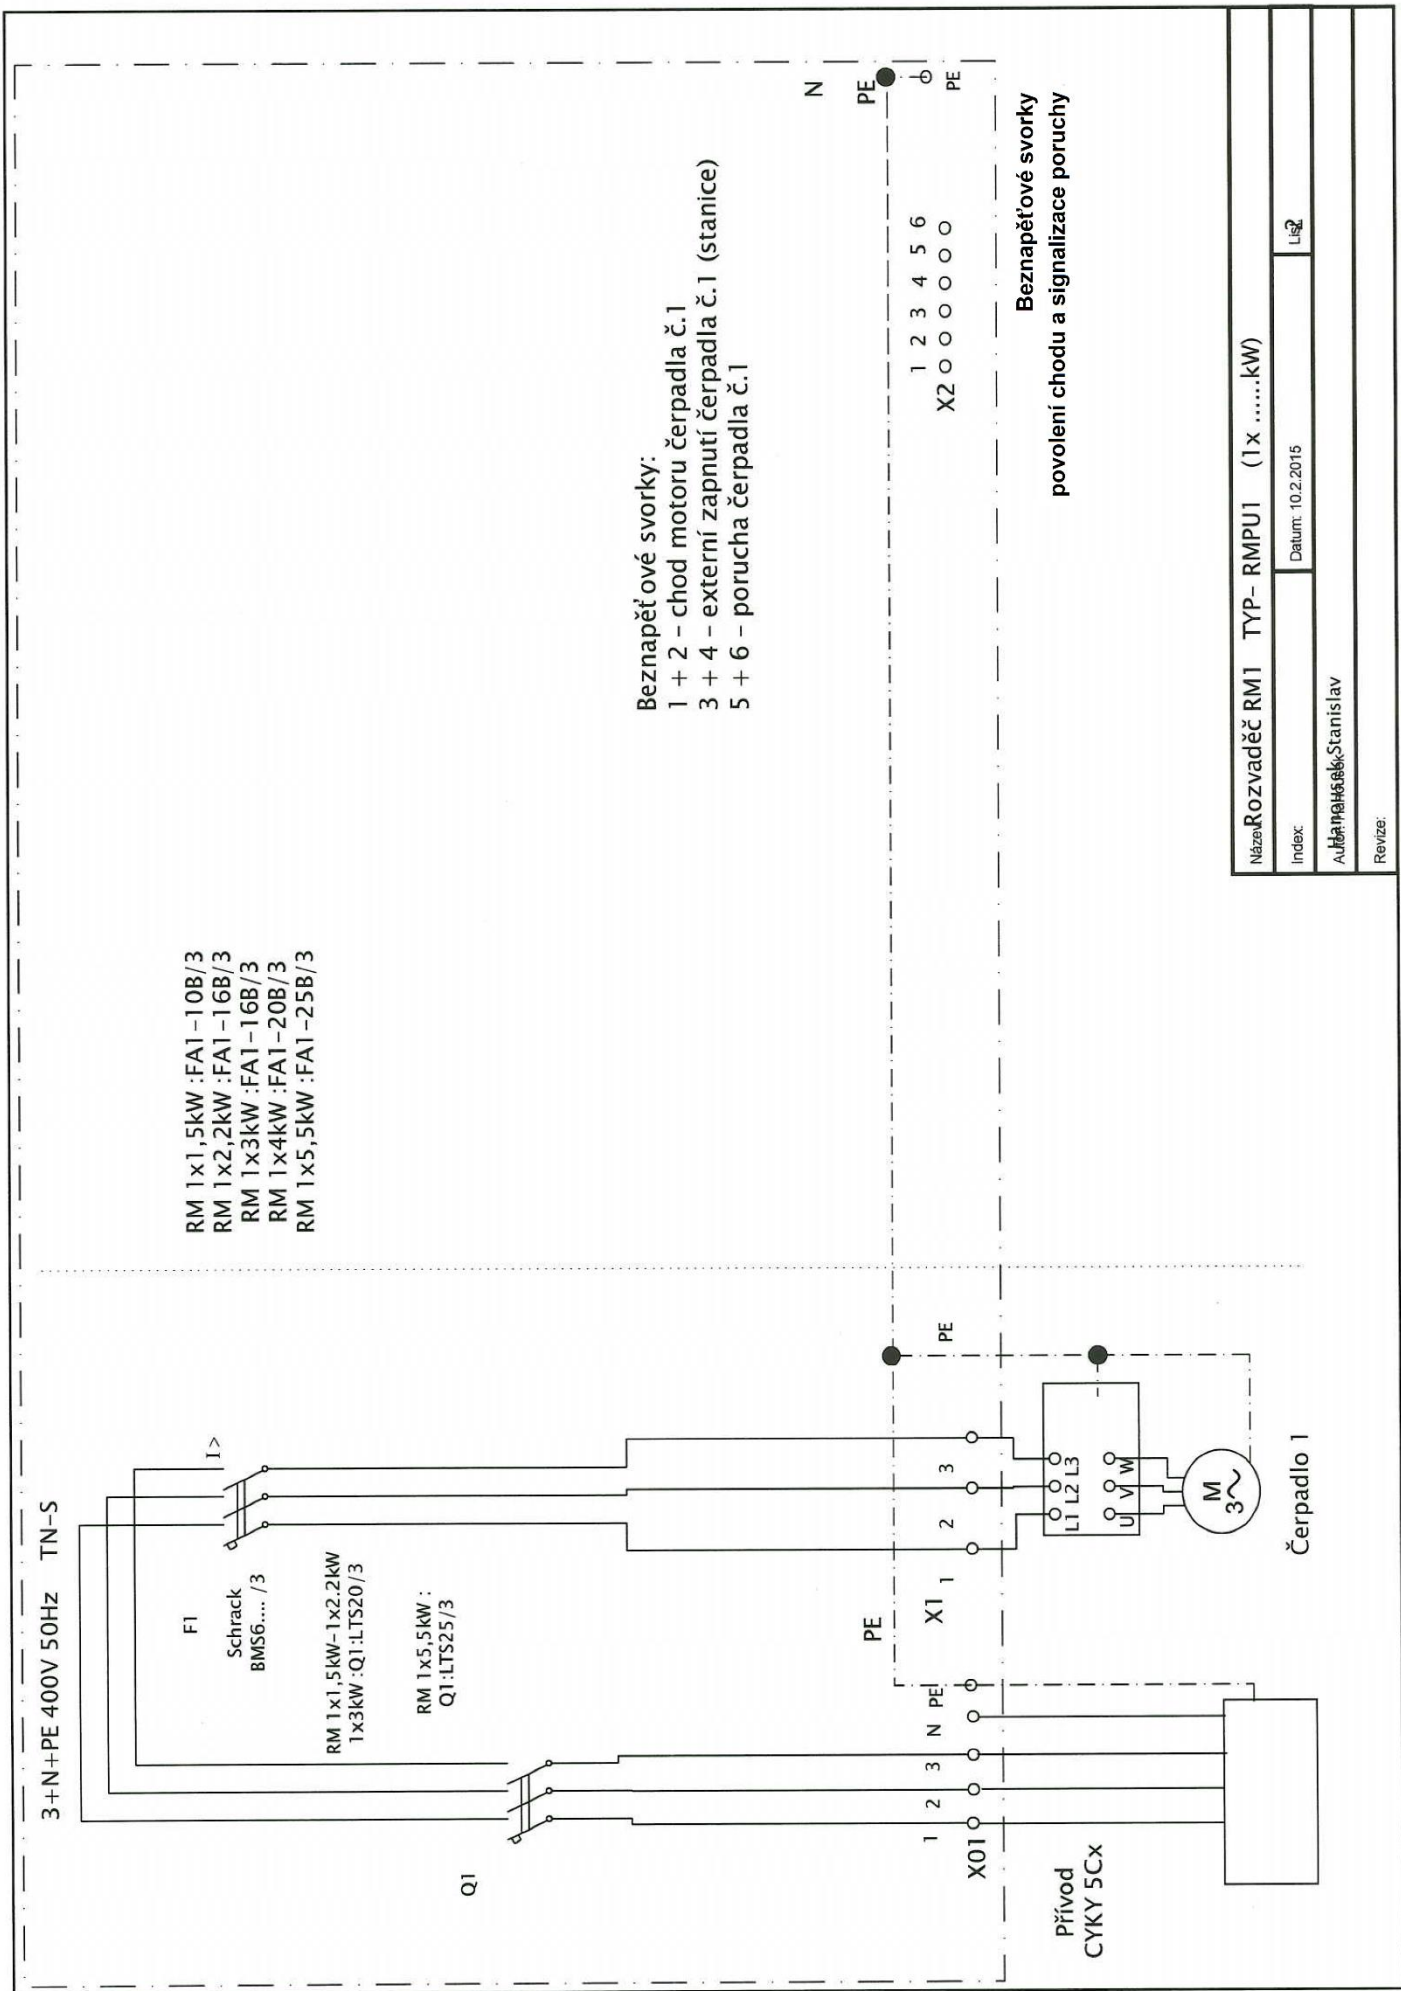 3+N+PE 400V 50Hz TN-S
F1
I >
Schrack
BMS6.... /3
RM 1x1,5kW-1x2.2kW
1x3kW :Q1:LTS20/3
RM 1x5,5kW :
Q1:LTS25/3
Q1
RM 1x1,5kW :FA1-10B/3
RM 1x2,2kW :FA1-16B/3
RM 1x3kW :FA1-16B/3
RM 1x4kW :FA1-20B/3
RM 1x5,5kW :FA1-25B/3
Beznapěťové svorky:
1 + 2 - chod motoru čerpadla č.1
3 + 4 - externí zapnutí čerpadla č.1 (stanice)
5 + 6 - porucha čerpadla č.1
N
PE
PE
1 2 3 N PE
X01
X1
1 2 3
PE
1 2 3 4 5 6
X2
PE
Beznapěťové svorky
povolení chodu a signalizace poruchy
L1 L2 L3
U V W
M
3~
Čerpadlo 1
Přívod
CYKY 5Cx
Název Rozvaděč RM1 TYP- RMPU1 (1x ......kW)
Index:
Datum: 10.2.2015
List 2
Autor: Hanousek Stanislav
Revize: